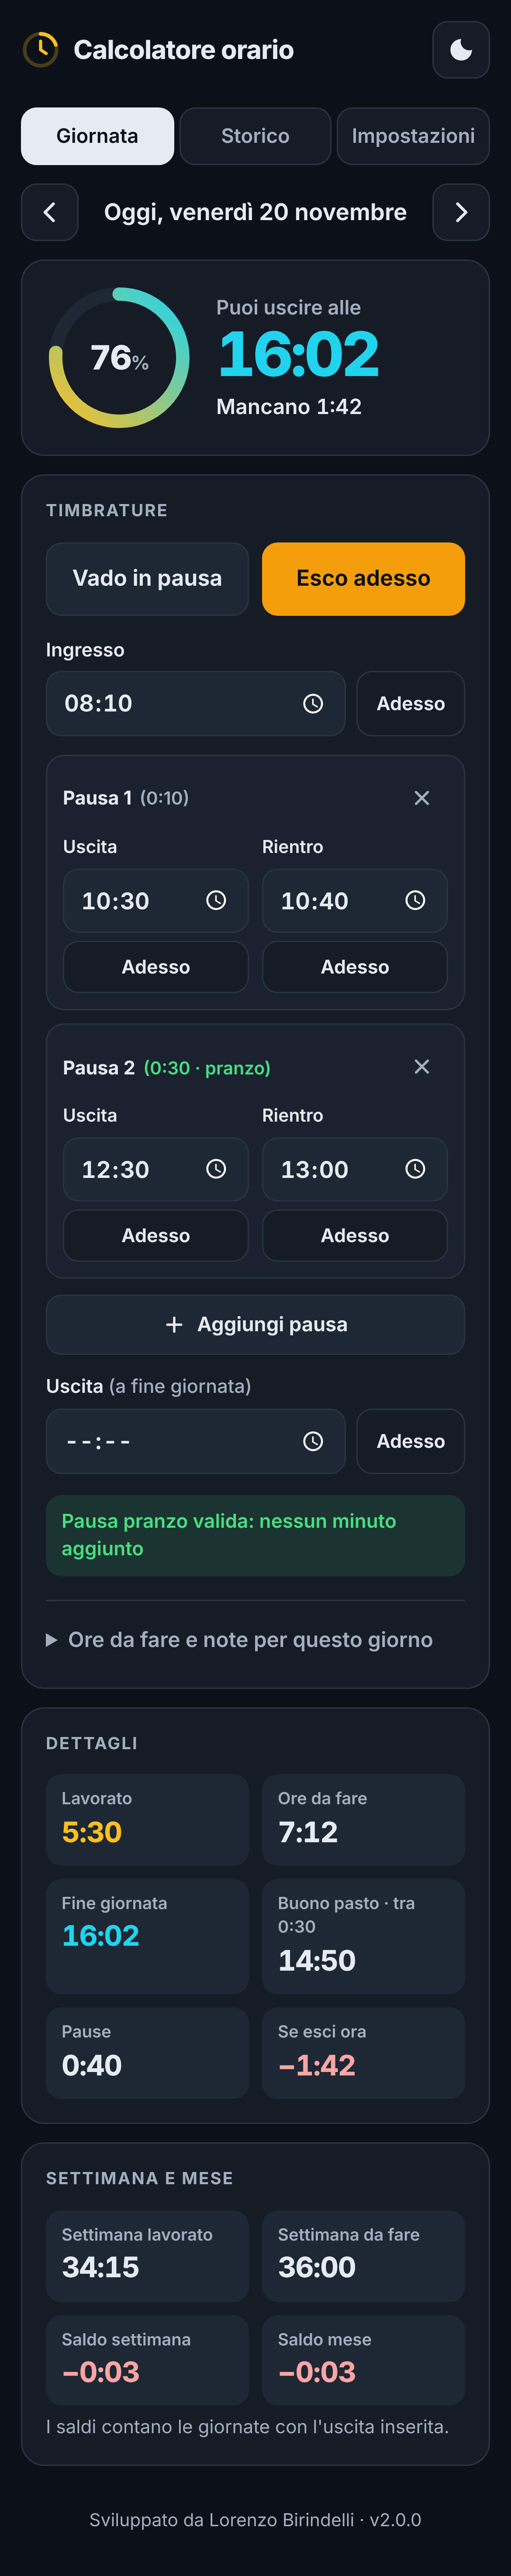 Calcolatore orario
Giornata
Storico
Impostazioni
Oggi, venerdì 20 novembre
76%
Puoi uscire alle
16:02
Mancano 1:42
TIMBRATURE
Vado in pausa
Esco adesso
Ingresso
08:10
Adesso
Pausa 1 (0:10)
Uscita
Rientro
10:30
10:40
Adesso
Adesso
Pausa 2 (0:30 · pranzo)
Uscita
Rientro
12:30
13:00
Adesso
Adesso
Aggiungi pausa
Uscita (a fine giornata)
--:--
Adesso
Pausa pranzo valida: nessun minuto
aggiunto
Ore da fare e note per questo giorno
DETTAGLI
Lavorato
5:30
Ore da fare
7:12
Fine giornata
16:02
Buono pasto · tra
0:30
14:50
Pause
0:40
Se esci ora
−1:42
SETTIMANA E MESE
Settimana lavorato
34:15
Settimana da fare
36:00
Saldo settimana
−0:03
Saldo mese
−0:03
I saldi contano le giornate con l'uscita inserita.
Sviluppato da Lorenzo Birindelli · v2.0.0